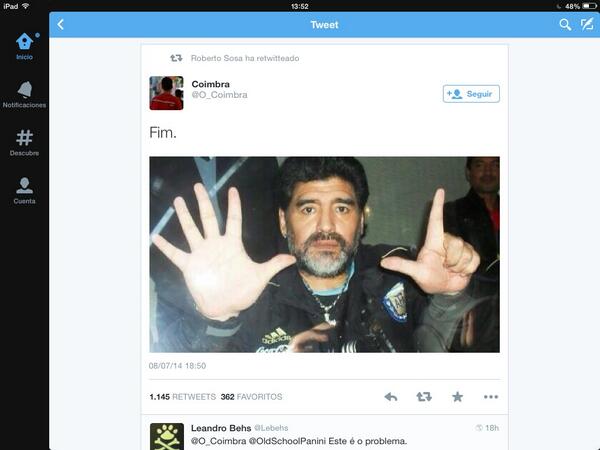 iPad 13:52 48%
Tweet
Inicio
Notificaciones
Descubre
Cuenta
Roberto Sosa ha retwitteado
Coimbra
@O_Coimbra
Seguir
Fim.
adidas
08/07/14 18:50
1.145 RETWEETS 362 FAVORITOS
Leandro Behs @Lebehs 18h
@O_Coimbra @OldSchoolPanini Este é o problema.